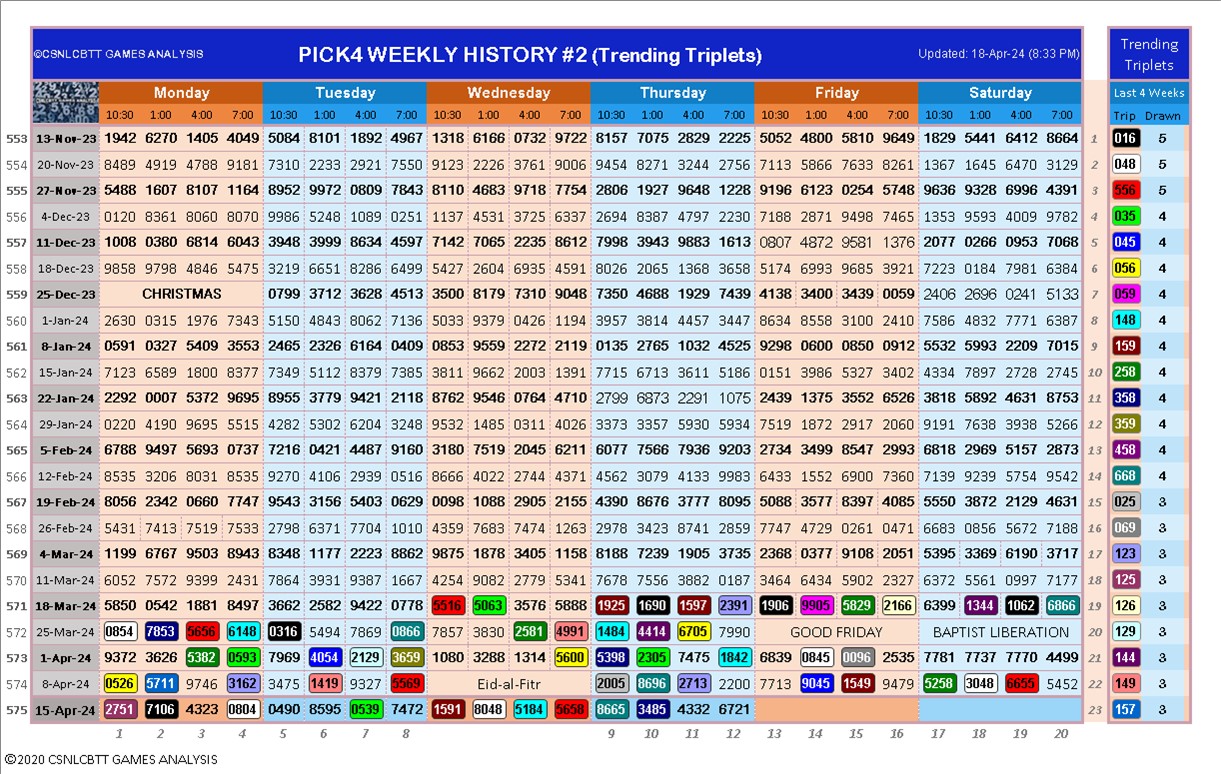 ©CSNLCBTT GAMES ANALYSIS PICK4 WEEKLY HISTORY #2 (Trending Triplets) Updated: 18-Apr-24 (8:33 PM) Trending Triplets
Monday Tuesday Wednesday Thursday Friday Saturday Last 4 Weeks
10:30 1:00 4:00 7:00 10:30 1:00 4:00 7:00 10:30 1:00 4:00 7:00 10:30 1:00 4:00 7:00 10:30 1:00 4:00 7:00 10:30 1:00 4:00 7:00 Trip Drawn
553 13-Nov-23 1942 6270 1405 4049 5084 8101 1892 4967 1318 6166 0732 9722 8157 7075 2829 2225 5052 4800 5810 9649 1829 5441 6412 8664 1 016 5
554 20-Nov-23 8489 4919 4788 9181 7310 2233 2921 7550 9123 2226 3761 9006 9454 8271 3244 2756 7113 5866 7633 8261 1367 1645 6470 3129 2 048 5
555 27-Nov-23 5488 1607 8107 1164 8952 9972 0809 7843 8110 4683 9718 7754 2806 1927 9648 1228 9196 6123 0254 5748 9636 9328 6996 4391 3 556 5
556 4-Dec-23 0120 8361 8060 8070 9986 5248 1089 0251 1137 4531 3725 6337 2694 8387 4797 2230 7188 2871 9498 7465 1353 9593 4009 9782 4 035 4
557 11-Dec-23 1008 0380 6814 6043 3948 3999 8634 4597 7142 7065 2235 8612 7998 3943 9883 1613 0807 4872 9581 1376 2077 0266 0953 7068 5 045 4
558 18-Dec-23 9858 9798 4846 5475 3219 6651 8286 6499 5427 2604 6935 4591 8026 2065 1368 3658 5174 6993 9685 3921 7223 0184 7981 6384 6 056 4
559 25-Dec-23 CHRISTMAS 0799 3712 3628 4513 3500 8179 7310 9048 7350 4688 1929 7439 4138 3400 3439 0059 2406 2696 0241 5133 7 059 4
560 1-Jan-24 2630 0315 1976 7343 5150 4843 8062 7136 5033 9379 0426 1194 3957 3814 4457 3447 8634 8558 3100 2410 7586 4832 7771 6387 8 148 4
561 8-Jan-24 0591 0327 5409 3553 2465 2326 6164 0409 0853 9559 2272 2119 0135 2765 1032 4525 9298 0600 0850 0912 5532 5993 2209 7015 9 159 4
562 15-Jan-24 7123 6589 1800 8377 7349 5112 8379 7385 3811 9662 2003 1391 7715 6713 3611 5186 0151 3986 5327 3402 4334 7897 2728 2745 10 258 4
563 22-Jan-24 2292 0007 5372 9695 8955 3779 9421 2118 8762 9546 0764 4710 2799 6873 2291 1075 2439 1375 3552 6526 3818 5892 4631 8753 11 358 4
564 29-Jan-24 0220 4190 9695 5515 4282 5302 6204 3248 9532 1485 0311 4026 3373 3357 5930 5934 7519 1872 2917 2060 9191 7638 3938 5266 12 359 4
565 5-Feb-24 6788 9497 5693 0737 7216 0421 4487 9160 3180 7519 2045 6211 6077 7566 7936 9203 2734 3499 8547 2993 6818 2969 5157 2873 13 458 4
566 12-Feb-24 8535 3206 8031 8535 9270 4106 2939 0516 8666 4022 2744 4371 4562 3079 4133 9983 6433 1552 6900 7360 7139 9239 5754 9542 14 668 4
567 19-Feb-24 8056 2342 0660 7747 9543 3156 5403 0629 0098 1088 2905 2155 4390 8676 3777 8095 5088 3577 8397 4085 5550 3872 2129 4631 15 025 3
568 26-Feb-24 5431 7413 7519 7533 2798 6371 7704 1010 4359 7683 7474 1263 2978 3423 8741 2859 7747 4729 0261 0471 6683 0856 5672 7188 16 069 3
569 4-Mar-24 1199 6767 9503 8943 8348 1177 2223 8862 9875 1878 3405 1158 8188 7239 1905 3735 2368 0377 9108 2051 5395 3369 6190 3717 17 123 3
570 11-Mar-24 6052 7572 9399 2431 7864 3931 9387 1667 4254 9082 2779 5341 7678 7556 3882 0187 3464 6434 5902 2327 6372 5561 0997 7177 18 125 3
571 18-Mar-24 5850 0542 1881 8497 3662 2582 9422 0778 5516 5063 3576 5888 1925 1690 1597 2391 1906 9905 5829 2166 6399 1344 1062 6866 19 126 3
572 25-Mar-24 0854 7853 5656 6148 0316 5494 7869 0866 7857 3830 2581 4991 1484 4414 6705 7990 GOOD FRIDAY BAPTIST LIBERATION 20 129 3
573 1-Apr-24 9372 3626 5382 0593 7969 4054 2129 3659 1080 3288 1314 5600 5398 2305 7475 1842 6839 0845 0096 2535 7781 7737 7770 4499 21 144 3
574 8-Apr-24 0526 5711 9746 3162 3475 1419 9327 5569 Eid-al-Fitr 2005 8696 2713 2200 7713 9045 1549 9479 5258 3048 6655 5452 22 149 3
575 15-Apr-24 2751 7106 4323 0804 0490 8595 0539 7472 1591 8048 5184 5658 8665 3485 4332 6721 23 157 3
1 2 3 4 5 6 7 8 9 10 11 12 13 14 15 16 17 18 19 20
©2020 CSNLCBTT GAMES ANALYSIS